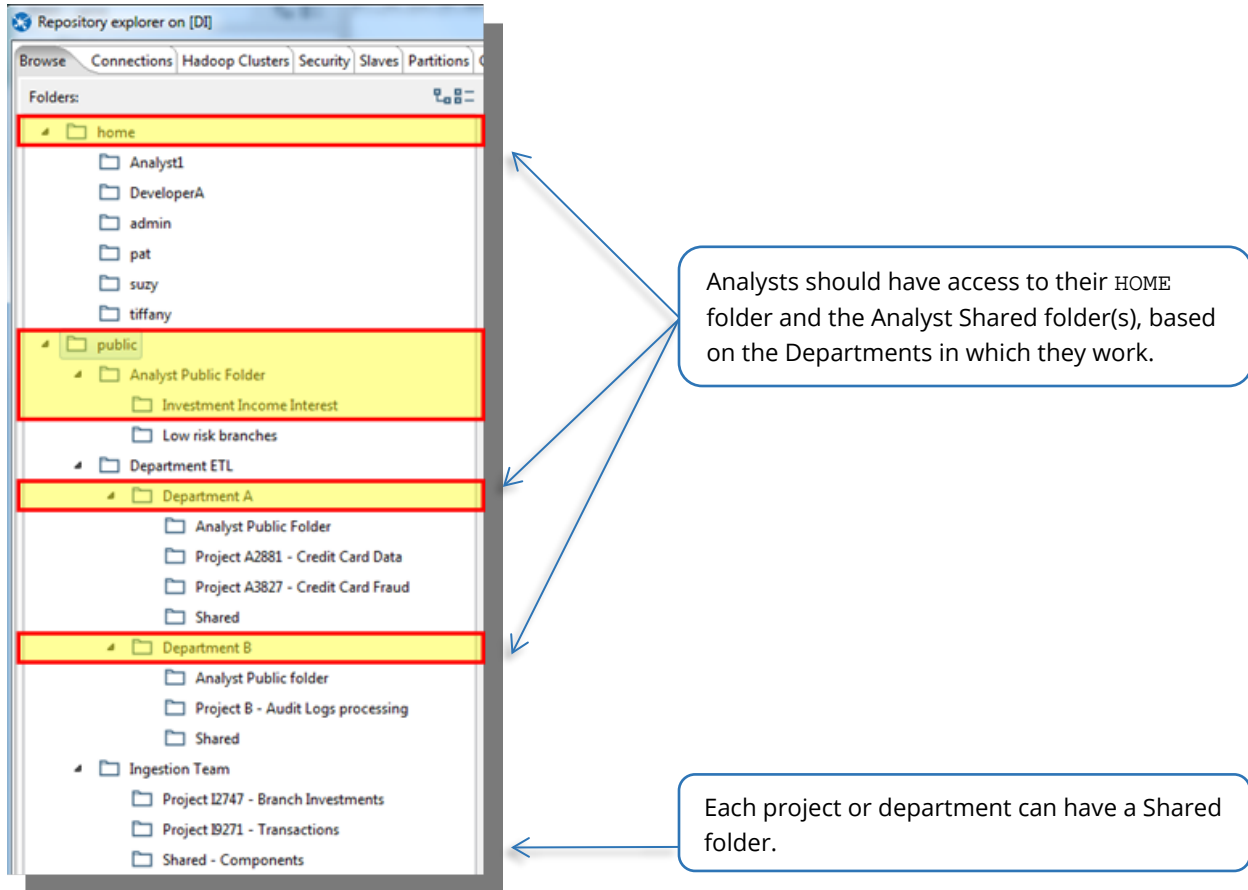 Repository explorer on [DI]
Browse Connections Hadoop Clusters Security Slaves Partitions
Folders:
home
Analyst1
DeveloperA
admin
pat
suzy
tiffany
public
Analyst Public Folder
Investment Income Interest
Low risk branches
Department ETL
Department A
Analyst Public Folder
Project A2881 - Credit Card Data
Project A3827 - Credit Card Fraud
Shared
Department B
Analyst Public folder
Project B - Audit Logs processing
Shared
Ingestion Team
Project I2747 - Branch Investments
Project I9271 - Transactions
Shared - Components
Analysts should have access to their HOME
folder and the Analyst Shared folder(s), based
on the Departments in which they work.
Each project or department can have a Shared
folder.